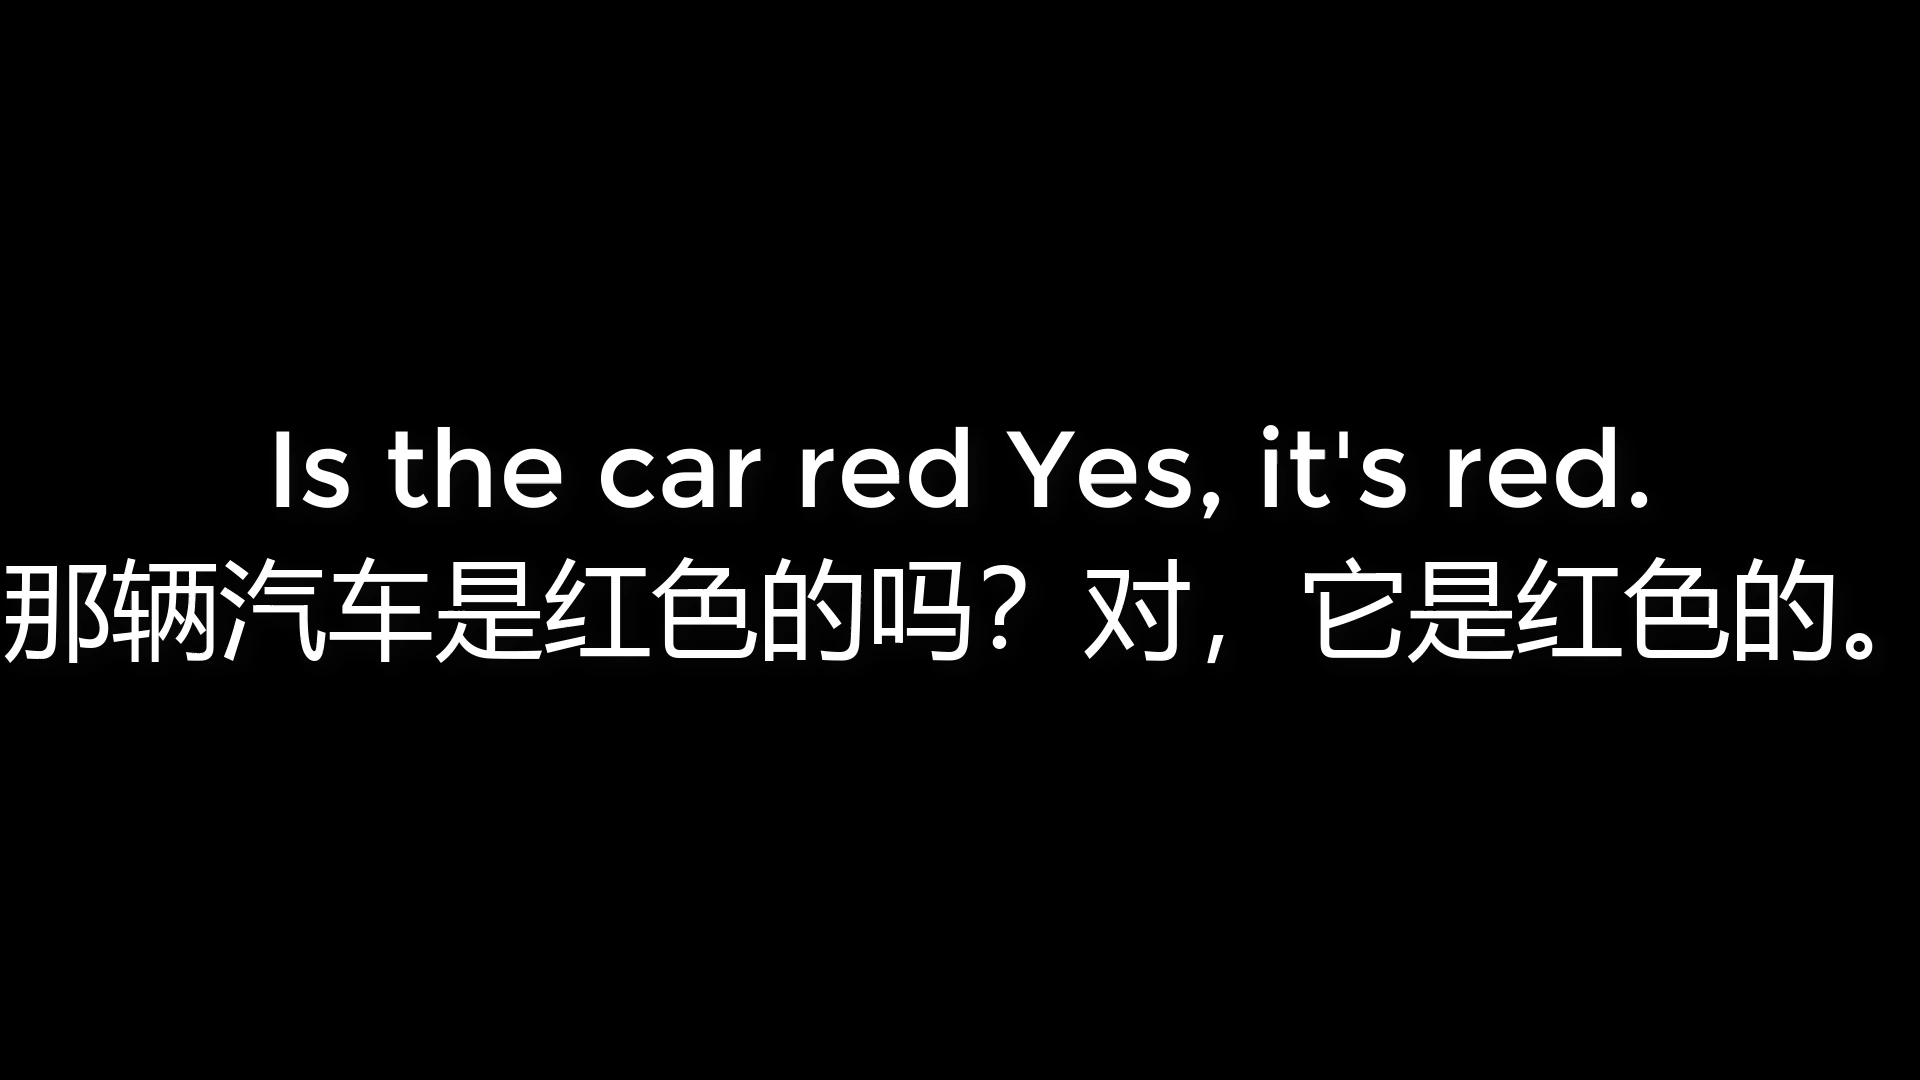 Is the car red Yes, it's red.
那辆汽车是红色的吗？对，它是红色的。